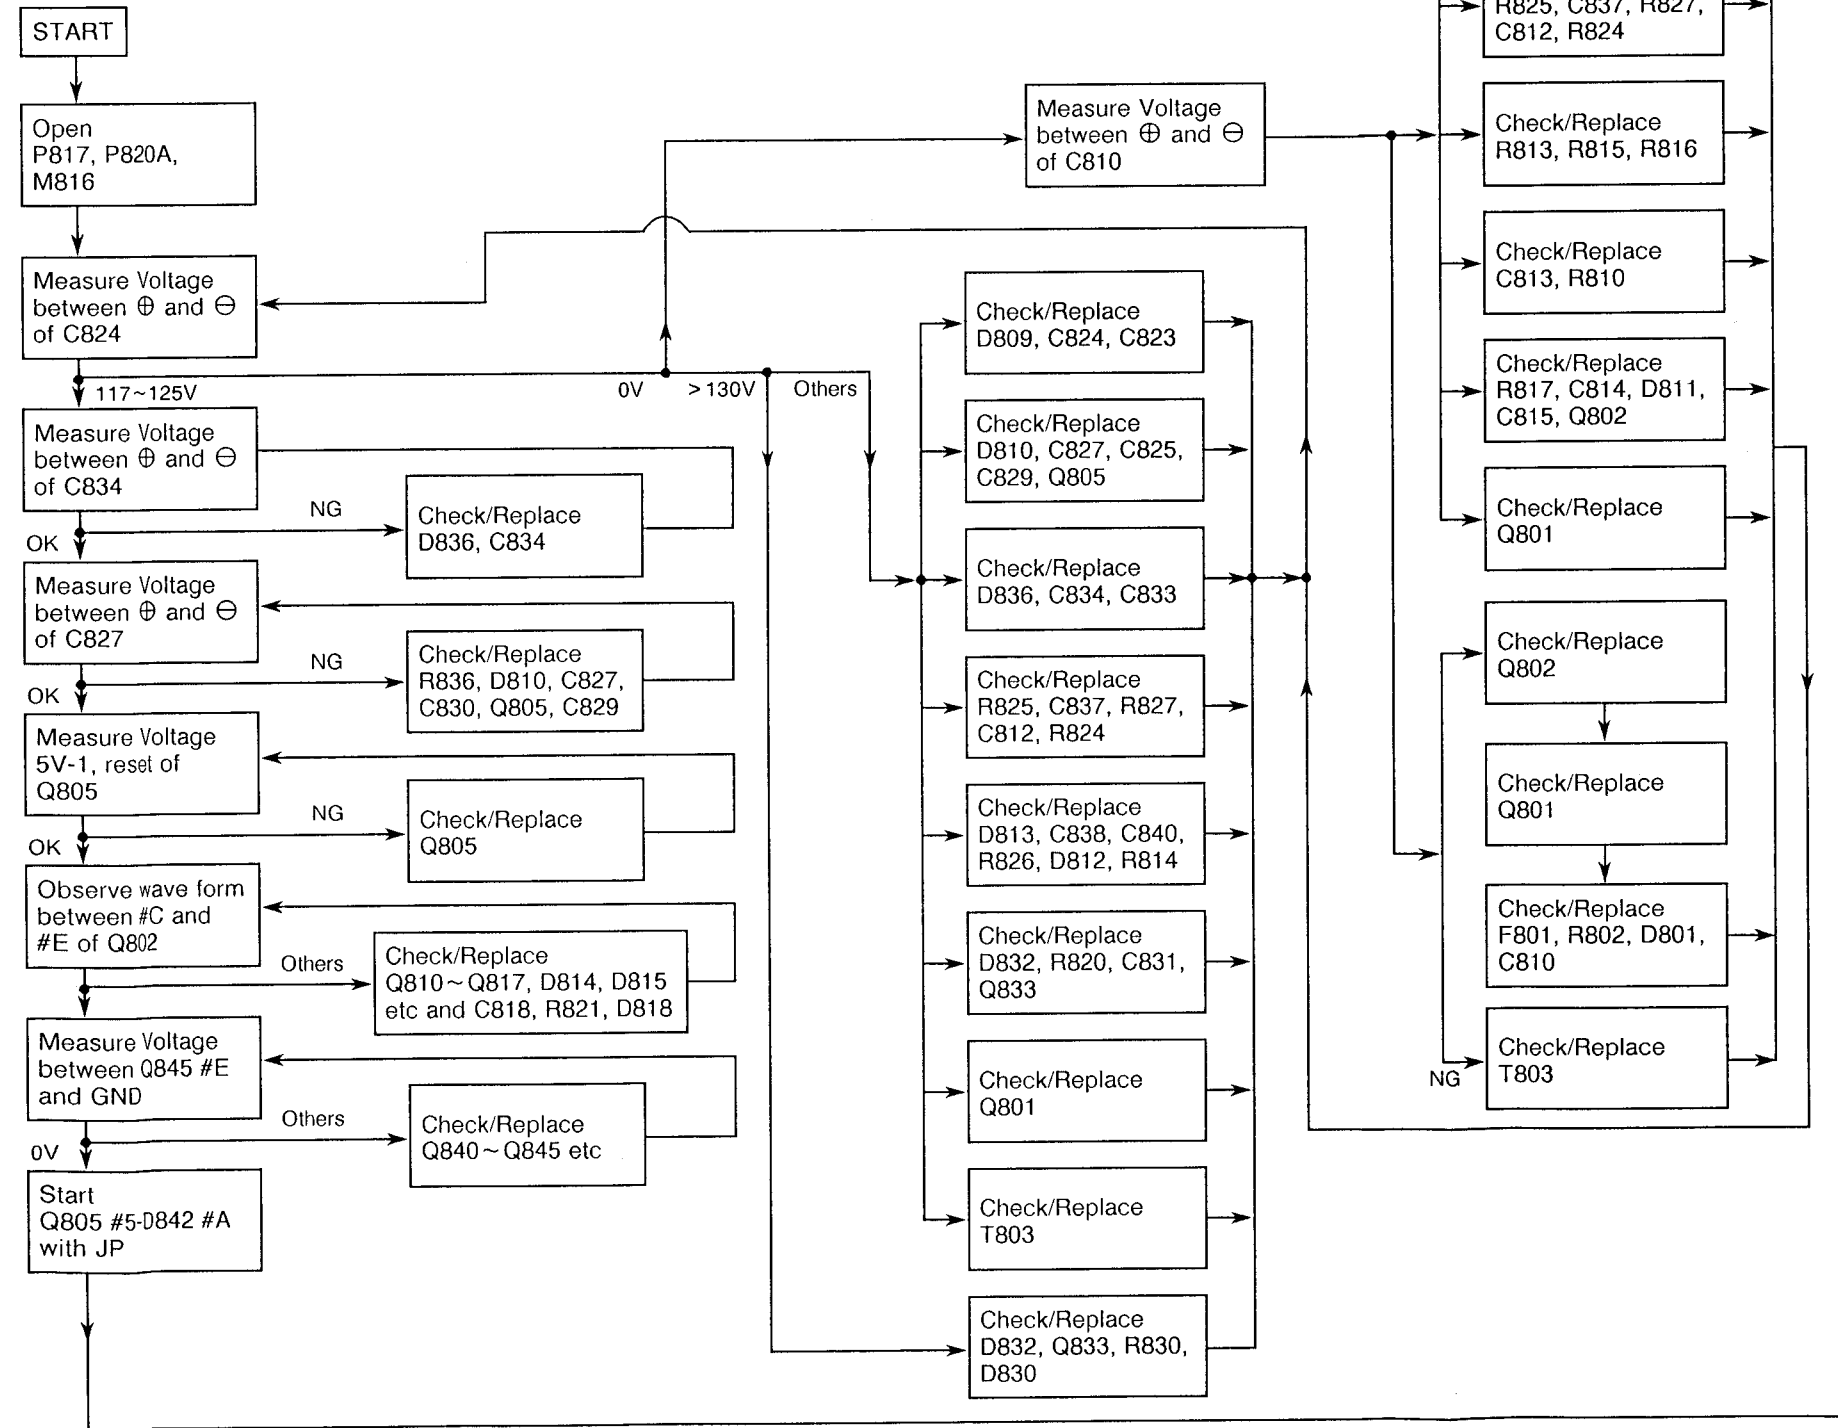 START
Open
P817, P820A,
M816
Measure Voltage
between ⊕ and ⊖
of C824
117~125V
0V
>130V
Others
Measure Voltage
between ⊕ and ⊖
of C834
NG
OK
Check/Replace
D836, C834
Measure Voltage
between ⊕ and ⊖
of C827
NG
OK
Check/Replace
R836, D810, C827,
C830, Q805, C829
Measure Voltage
5V-1, reset of
Q805
NG
OK
Check/Replace
Q805
Observe wave form
between #C and
#E of Q802
Others
Check/Replace
Q810~Q817, D814, D815
etc and C818, R821, D818
Measure Voltage
between Q845 #E
and GND
Others
0V
Check/Replace
Q840~Q845 etc
Start
Q805 #5-D842 #A
with JP
Measure Voltage
between ⊕ and ⊖
of C810
Check/Replace
D809, C824, C823
Check/Replace
D810, C827, C825,
C829, Q805
Check/Replace
D836, C834, C833
Check/Replace
R825, C837, R827,
C812, R824
Check/Replace
D813, C838, C840,
R826, D812, R814
Check/Replace
D832, R820, C831,
Q833
Check/Replace
Q801
Check/Replace
T803
Check/Replace
D832, Q833, R830,
D830
R825, C837, R827,
C812, R824
Check/Replace
R813, R815, R816
Check/Replace
C813, R810
Check/Replace
R817, C814, D811,
C815, Q802
Check/Replace
Q801
Check/Replace
Q802
Check/Replace
Q801
Check/Replace
F801, R802, D801,
C810
NG
Check/Replace
T803